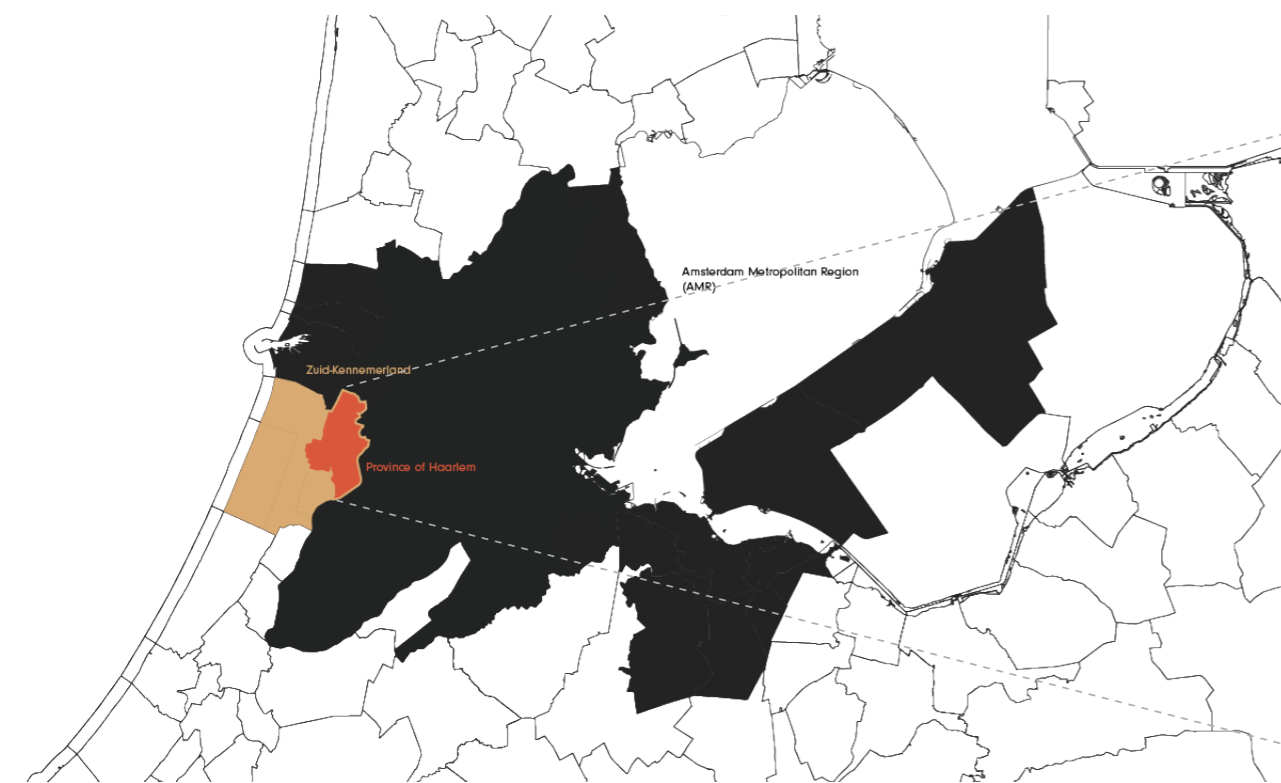 Amsterdam Metropolitan Region
(AMR)
Zuid-Kennemerland
Province of Haarlem